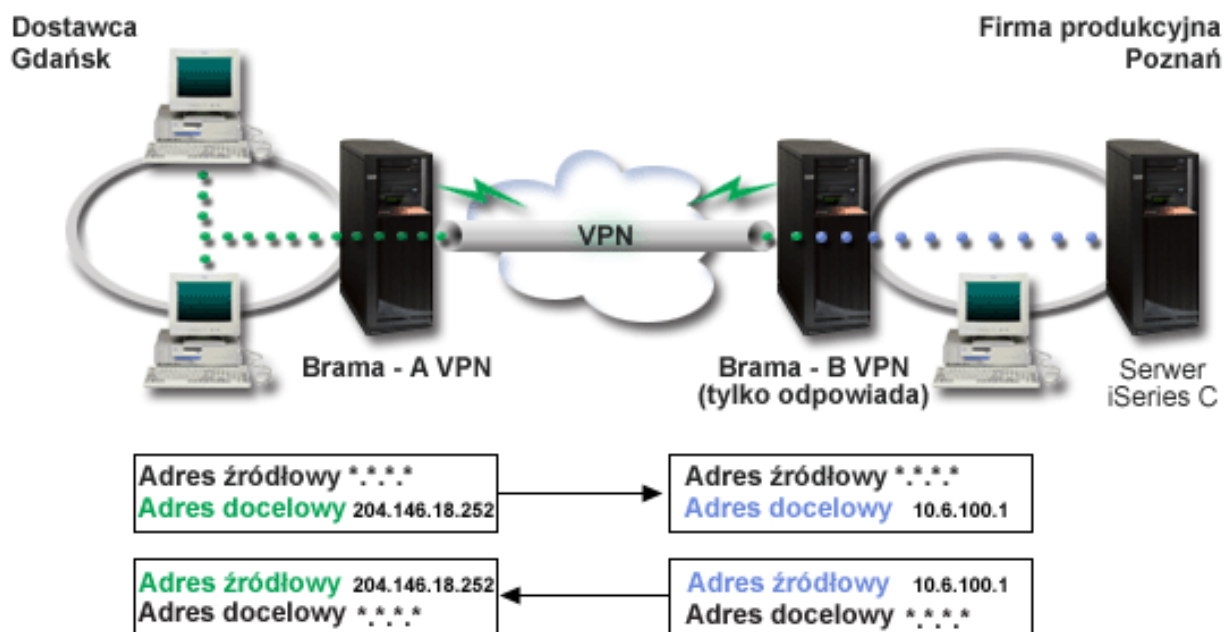 Dostawca
Gdańsk
Firma produkcyjna
Poznań
VPN
Brama - A VPN
Brama - B VPN
(tylko odpowiada)
Serwer
iSeries C
Adres źródłowy *.*.*.*
Adres docelowy 204.146.18.252
Adres źródłowy *.*.*.*
Adres docelowy 10.6.100.1
Adres źródłowy 204.146.18.252
Adres docelowy *.*.*.*
Adres źródłowy 10.6.100.1
Adres docelowy *.*.*.*